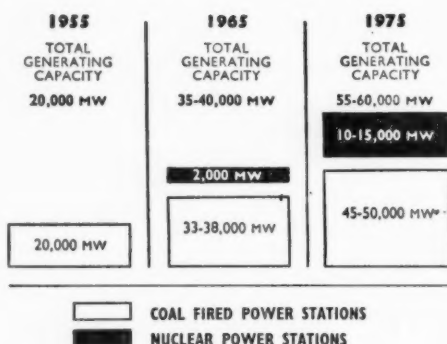 1955
TOTAL
GENERATING
CAPACITY
20,000 MW
20,000 MW
1965
TOTAL
GENERATING
CAPACITY
35-40,000 MW
2,000 MW
33-38,000 MW
1975
TOTAL
GENERATING
CAPACITY
55-60,000 MW
10-15,000 MW
45-50,000 MW
COAL FIRED POWER STATIONS
NUCLEAR POWER STATIONS